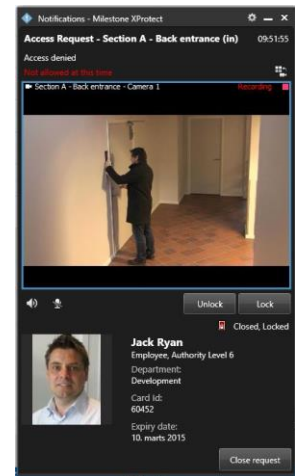 Notifications - Milestone XProtect
Access Request - Section A - Back entrance (in) 09:51:55
Access denied
Not allowed at this time
Section A - Back entrance - Camera 1 Recording
Unlock Lock
Closed, Locked
Jack Ryan
Employee, Authority Level 6
Department:
Development
Card Id:
60452
Expiry date:
10. marts 2015
Close request